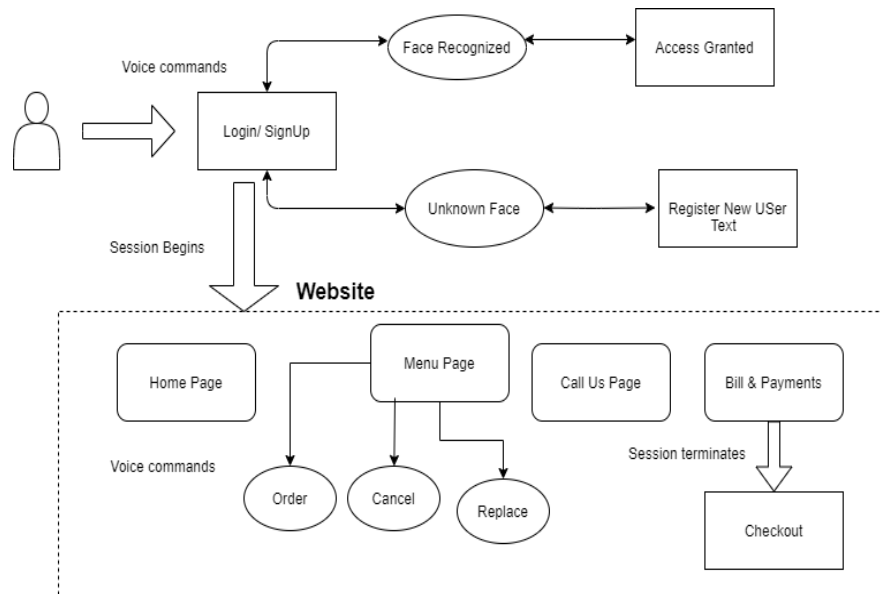 Face Recognized
Access Granted
Voice commands
Login/ SignUp
Unknown Face
Register New USer
Text
Session Begins
Website
Home Page
Menu Page
Call Us Page
Bill & Payments
Voice commands
Session terminates
Order
Cancel
Replace
Checkout